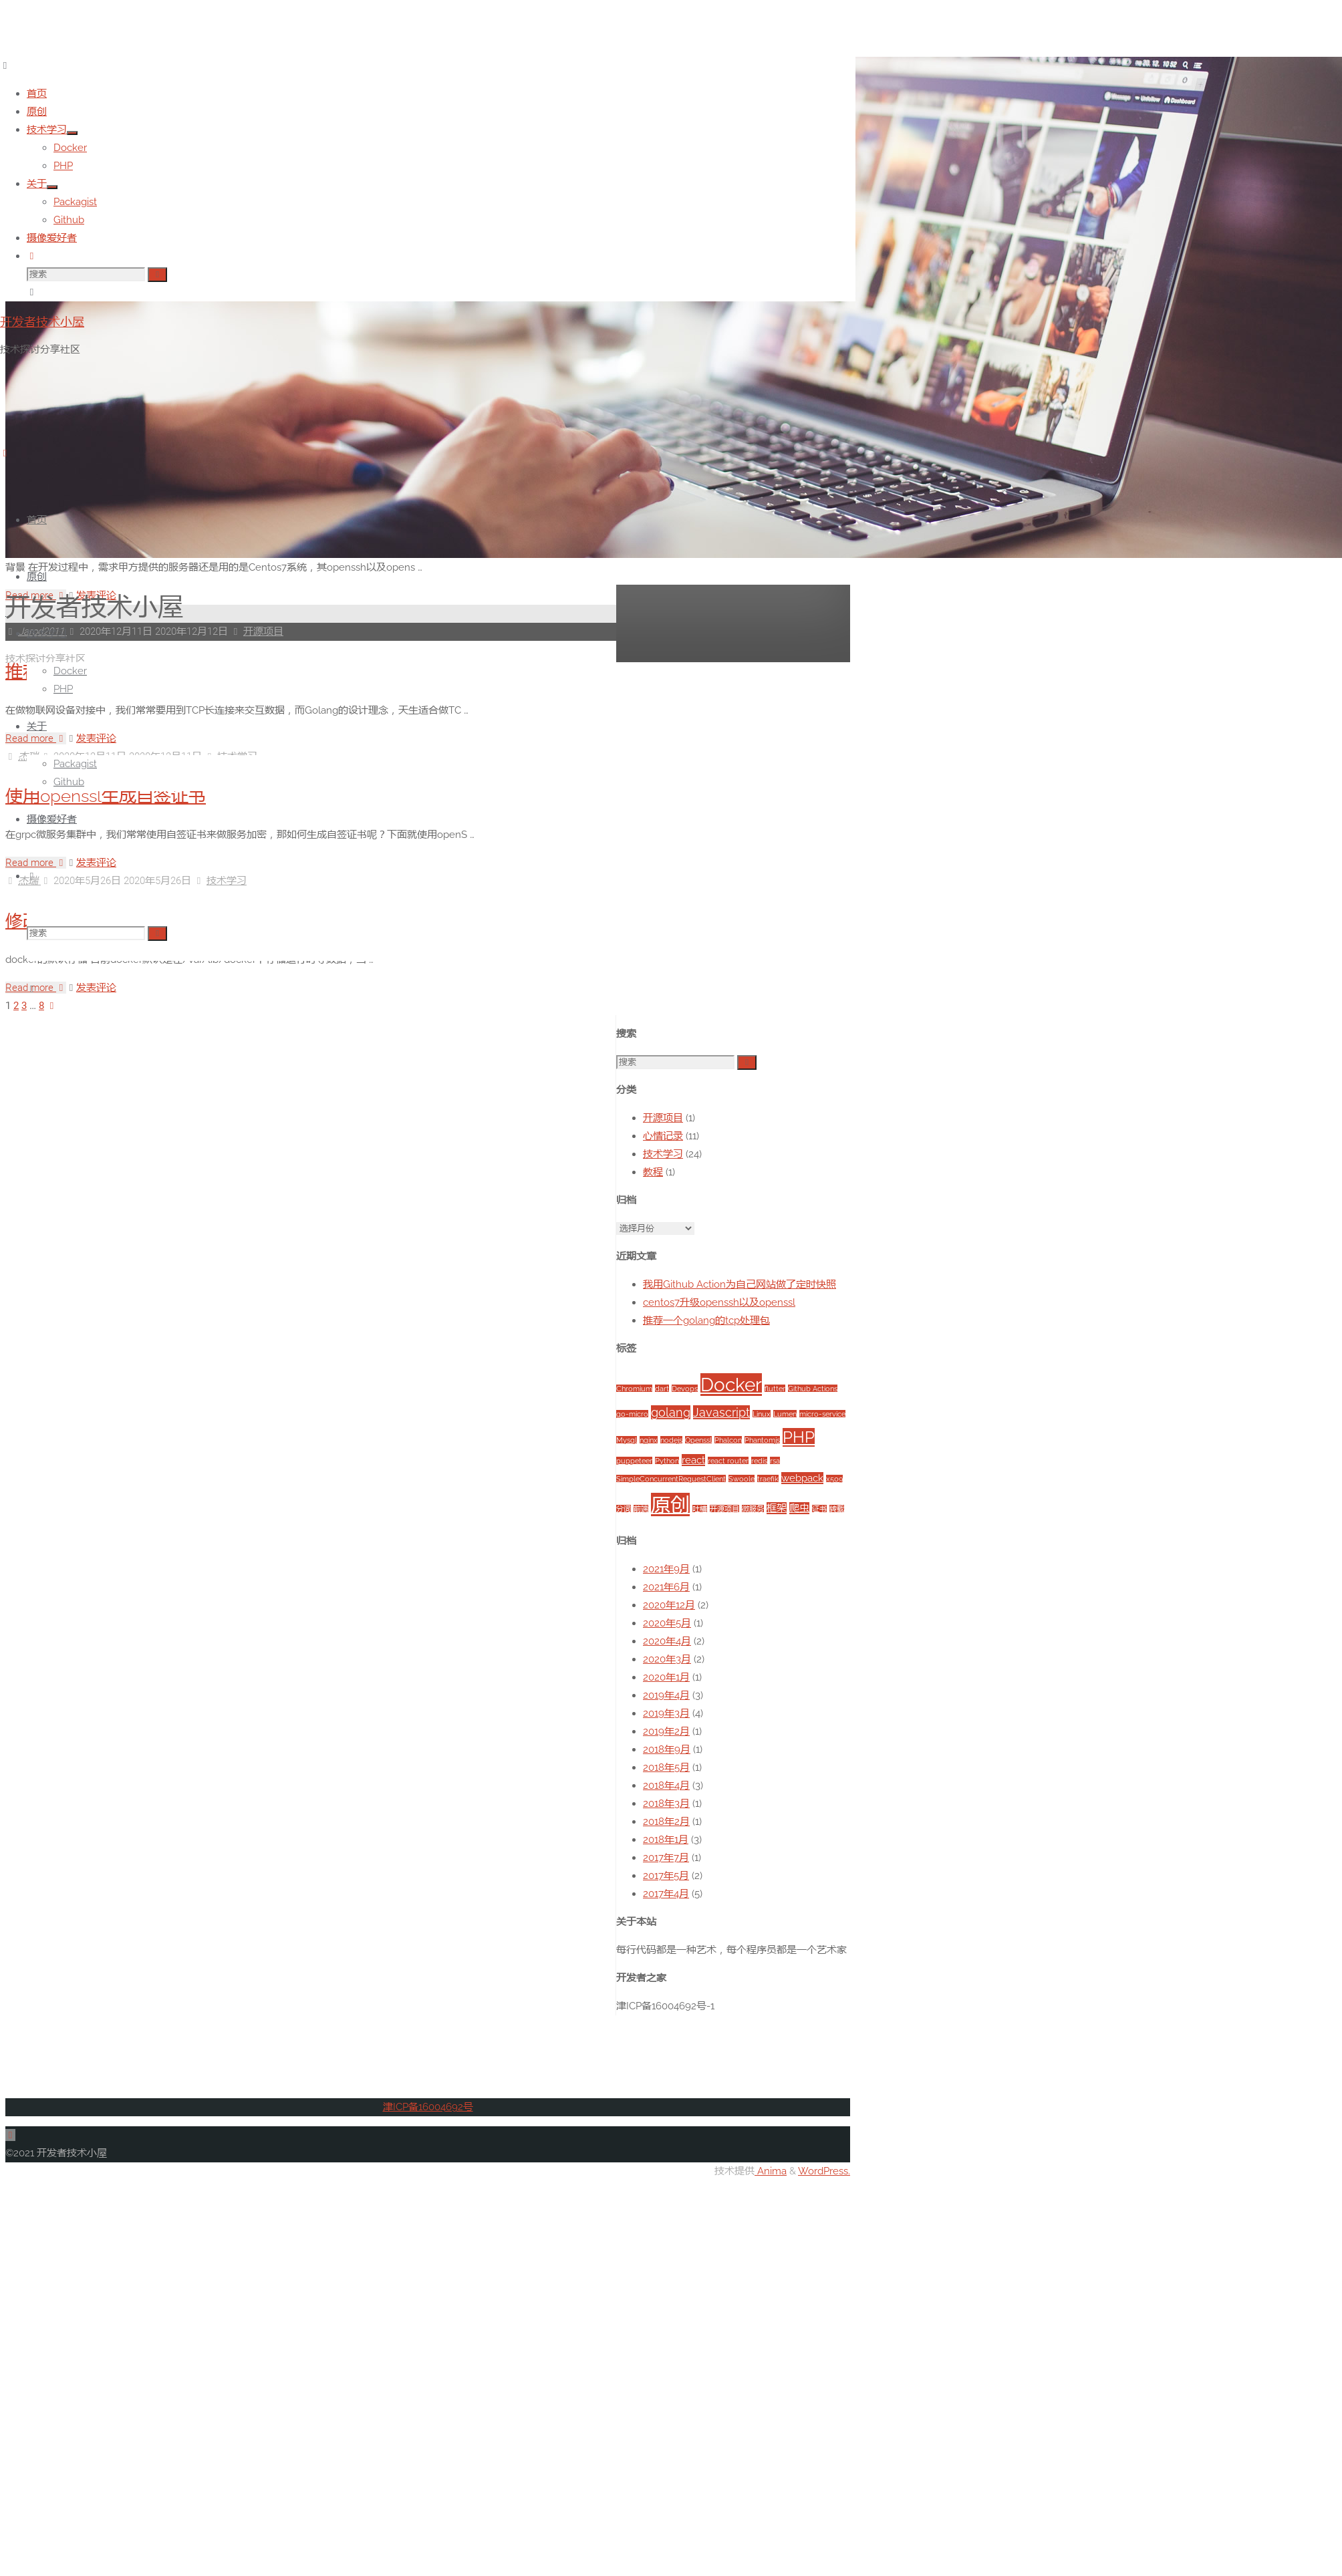 首页
原创
技术学习
Docker
PHP
关于
Packagist
Github
摄像爱好者
搜索
开发者技术小屋
技术探讨分享社区
首页
背景 在开发过程中，需求甲方提供的服务器还是用的是Centos7系统，其openssh以及opens …
原创
Read more 发表评论
开发者技术小屋
2020年12月11日 2020年12月12日 开源项目
技术探讨分享社区
Docker
PHP
在做物联网设备对接中，我们常常要用到TCP长连接来交互数据，而Golang的设计理念，天生适合做TC …
关于
Read more 发表评论
Packagist
Github
使用openssl生成自签证书
摄像爱好者
在grpc微服务集群中，我们常常使用自签证书来做服务加密，那如何生成自签证书呢？下面就使用openS …
Read more 发表评论
杰瑞 2020年5月26日 2020年5月26日 技术学习
搜索
Read more 发表评论
1 2 3 … 8
搜索
搜索
分类
开源项目 (1)
心情记录 (11)
技术学习 (24)
教程 (1)
归档
选择月份
近期文章
我用Github Action为自己网站做了定时快照
centos7升级openssh以及openssl
推荐一个golang的tcp处理包
标签
Chromium dart Devops Docker flutter Github Actions
go-micro golang Javascript Linux Lumen micro-service
Mysql nginx nodejs Openssl Phalcon Phantomjs PHP
puppeteer Python react react router redis rsa
SimpleConcurrentRequestClient Swoole traefik webpack x509
原创 开源项目 微服务 框架 爬虫 证书
归档
2021年9月 (1)
2021年6月 (1)
2020年12月 (2)
2020年5月 (1)
2020年4月 (2)
2020年3月 (2)
2020年1月 (1)
2019年4月 (3)
2019年3月 (4)
2019年2月 (1)
2018年9月 (1)
2018年5月 (1)
2018年4月 (3)
2018年3月 (1)
2018年2月 (1)
2018年1月 (3)
2017年7月 (1)
2017年5月 (2)
2017年4月 (5)
关于本站
每行代码都是一种艺术，每个程序员都是一个艺术家
开发者之家
津ICP备16004692号-1
津ICP备16004692号
©2021 开发者技术小屋
技术提供 Anima & WordPress.